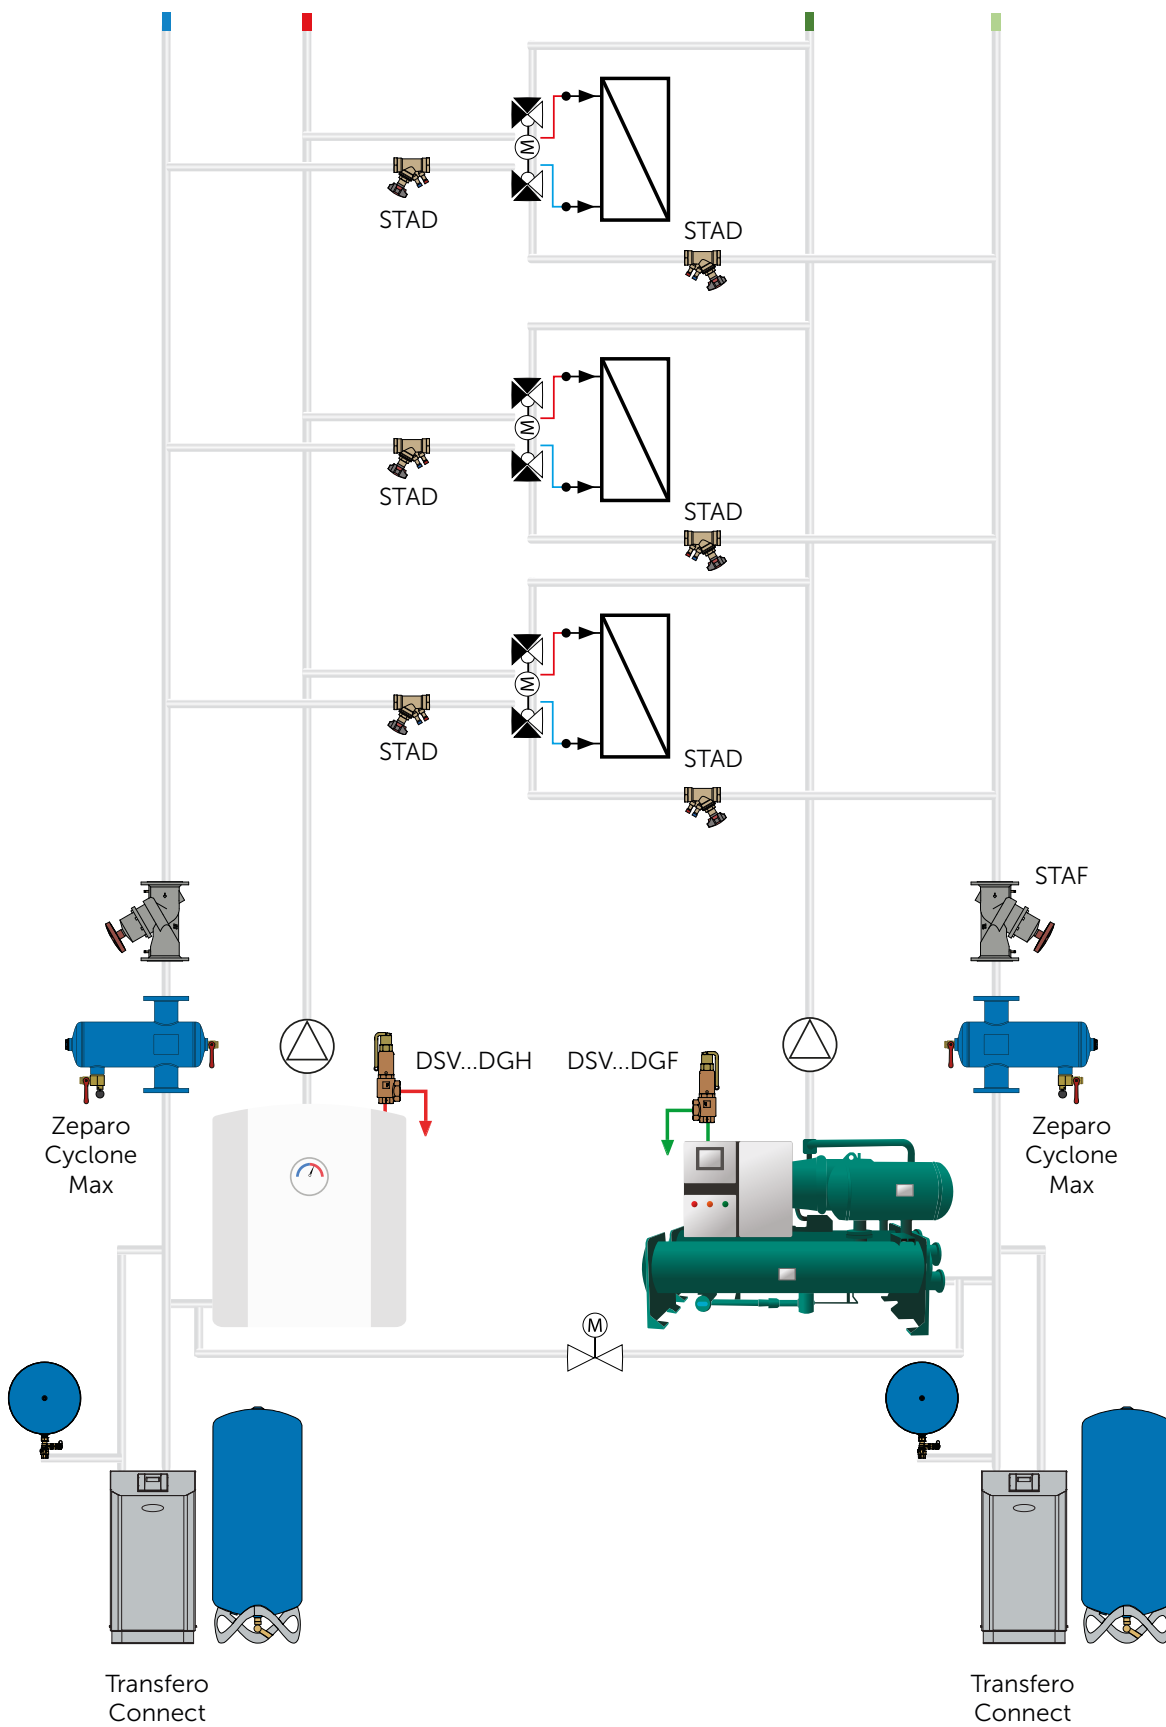 M
STAD
STAD
M
STAD
STAD
M
STAD
STAD
STAF
DSV...DGH
DSV...DGF
Zeparo
Cyclone
Max
Zeparo
Cyclone
Max
M
Transfero
Connect
Transfero
Connect